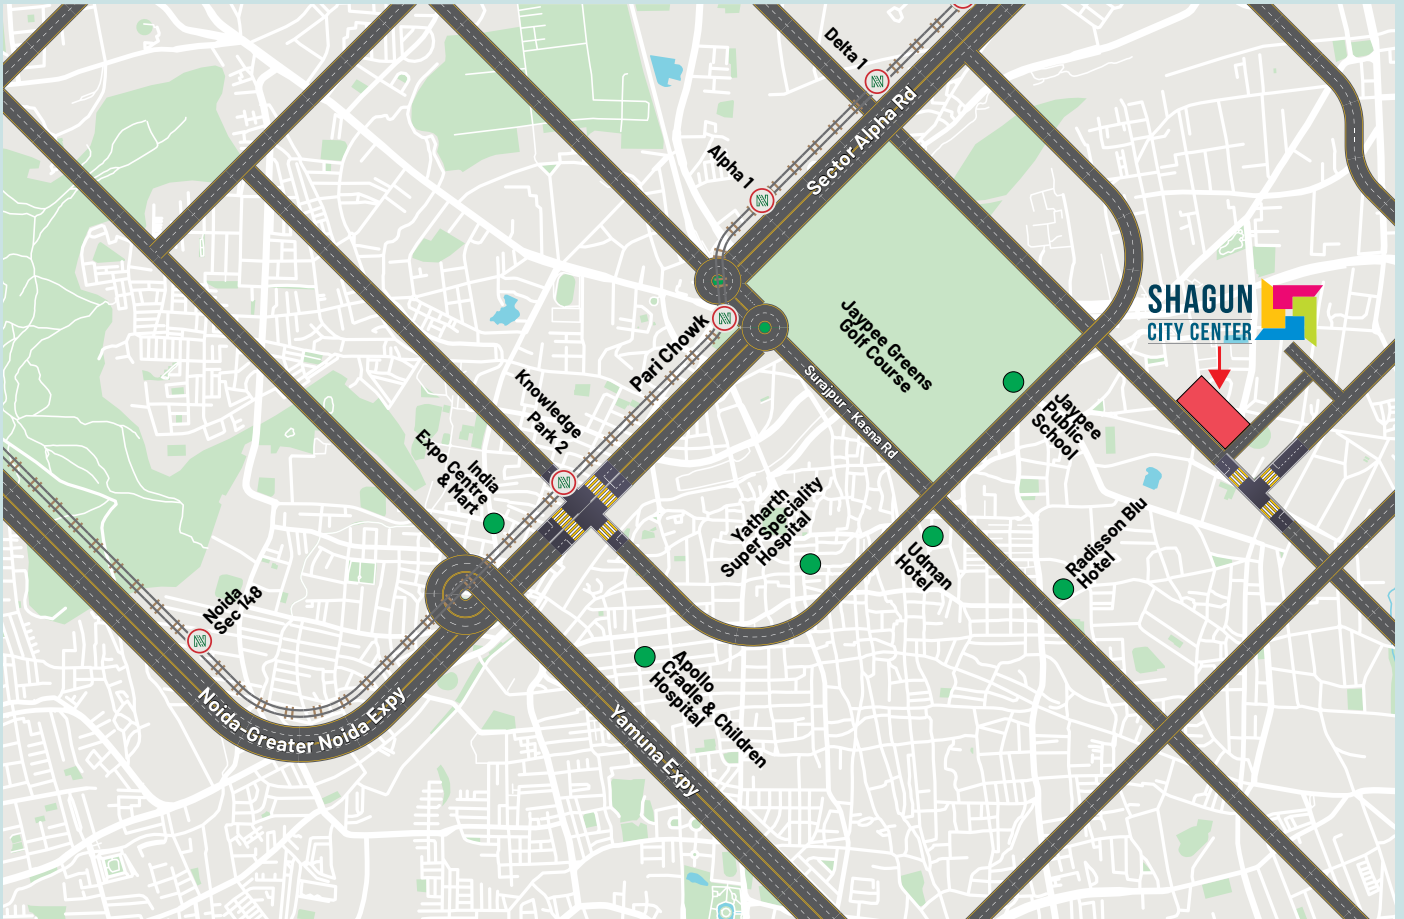 Delta 1
Sector Alpha Rd
Alpha 1
SHAGUN
CITY CENTER
Pari Chowk
Jaypee Greens
Golf Course
Surajpur - Kasna Rd
Knowledge
Park 2
India
Expo Centre
& Mart
Jaypee
Public
School
Yatharth
Super Speciality
Hospital
Udman
Hotel
Radisson Blu
Hotel
Noida
Sec 148
Noida-Greater Noida Expy
Apollo
Cradle & Children
Hospital
Yamuna Expy